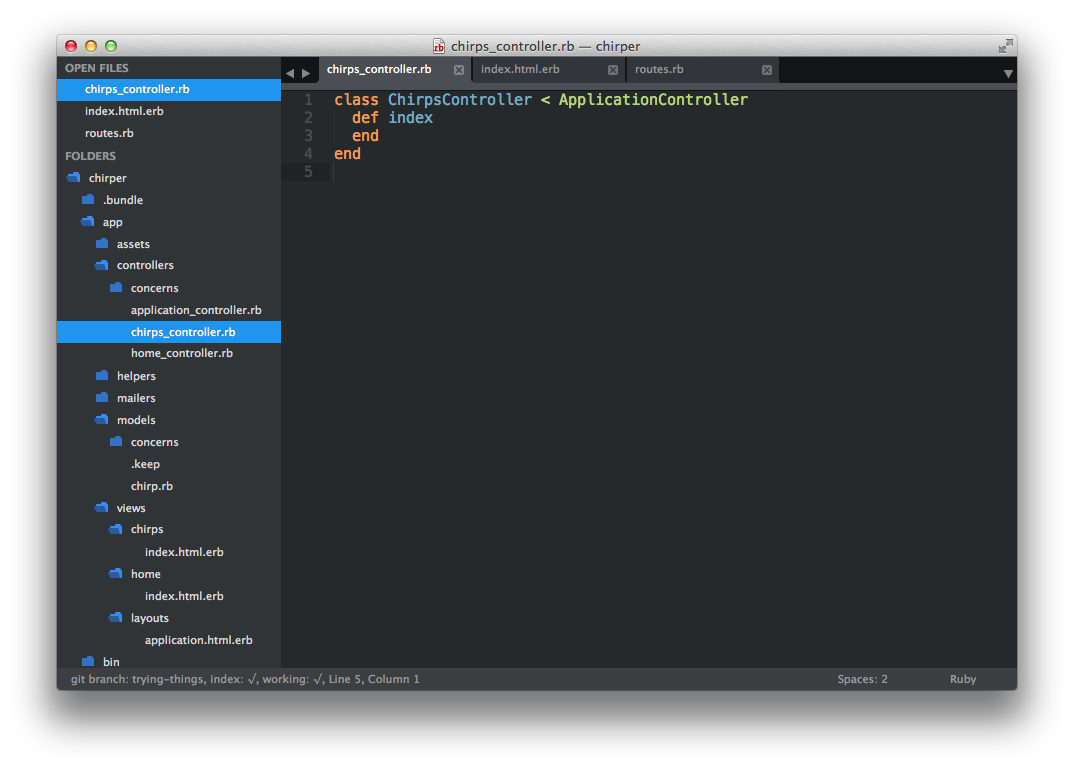 chirps_controller.rb — chirper
OPEN FILES
chirps_controller.rb
index.html.erb
routes.rb
FOLDERS
chirper
.bundle
app
assets
controllers
concerns
application_controller.rb
chirps_controller.rb
home_controller.rb
helpers
mailers
models
concerns
.keep
chirp.rb
views
chirps
index.html.erb
home
index.html.erb
layouts
application.html.erb
bin
chirps_controller.rb index.html.erb routes.rb
1 class ChirpsController < ApplicationController
2   def index
3   end
4 end
5
git branch: trying-things, index: √, working: √, Line 5, Column 1 Spaces: 2 Ruby